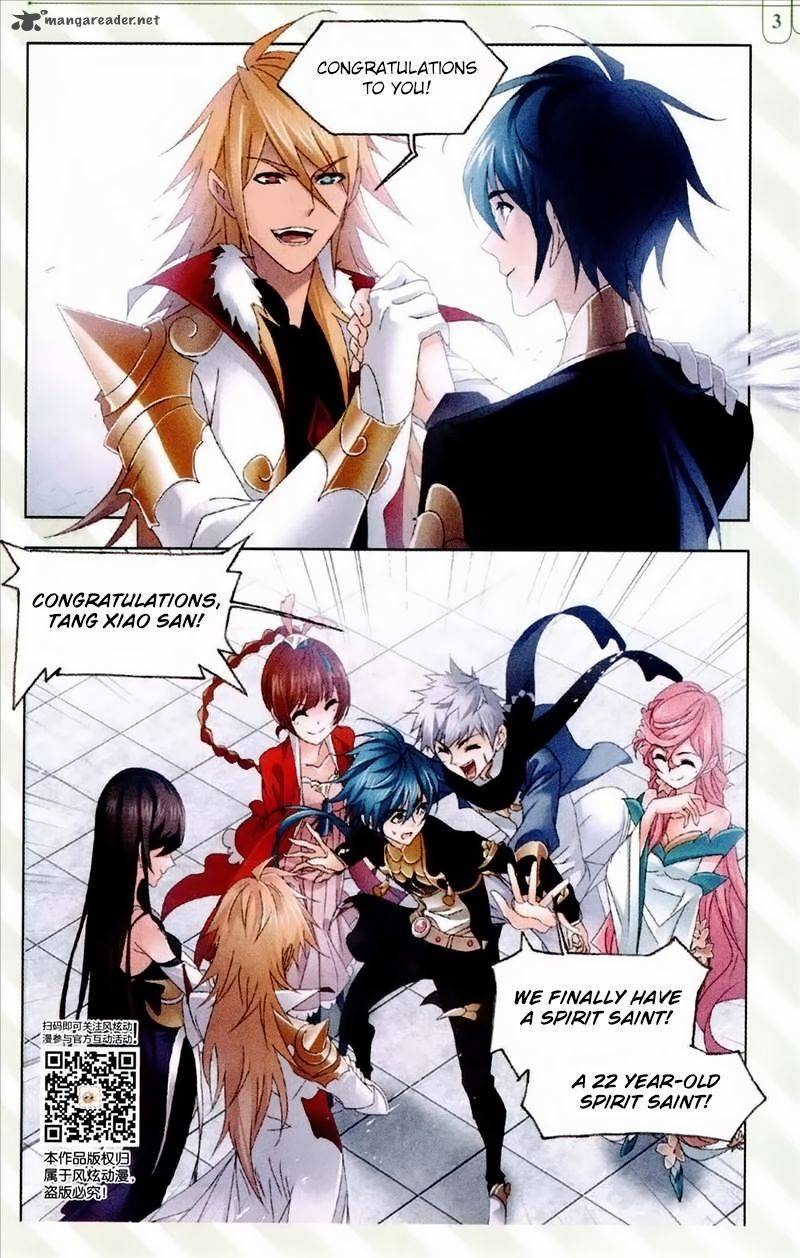 mangareader.net
3
CONGRATULATIONS
TO YOU!
CONGRATULATIONS,
TANG XIAO SAN!
WE FINALLY HAVE
A SPIRIT SAINT!
A 22 YEAR-OLD
SPIRIT SAINT!
扫码即可关注风炫动
漫参与官方互动活动.
本作品版权归
属于风炫动漫,
盗版必究!